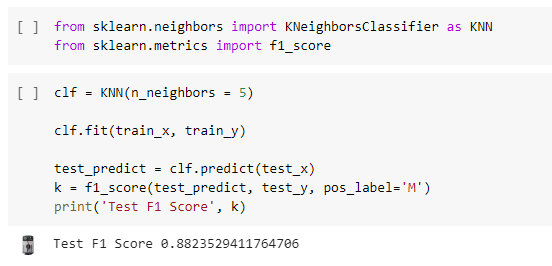 [ ] from sklearn.neighbors import KNeighborsClassifier as KNN
from sklearn.metrics import f1_score
[ ] clf = KNN(n_neighbors = 5)
clf.fit(train_x, train_y)
test_predict = clf.predict(test_x)
k = f1_score(test_predict, test_y, pos_label='M')
print('Test F1 Score', k)
Test F1 Score 0.8823529411764706